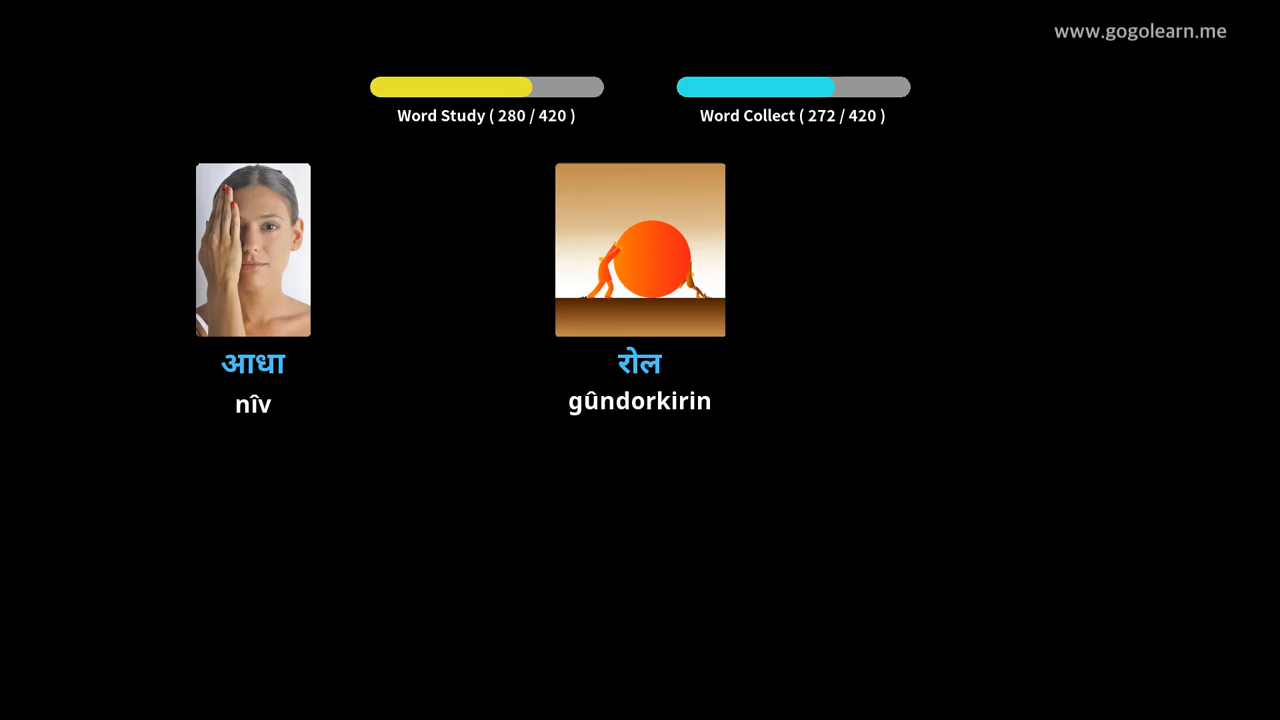 www.gogolearn.me
Word Study ( 280 / 420 )
Word Collect ( 272 / 420 )
आधा
nîv
रोल
gûndorkirin